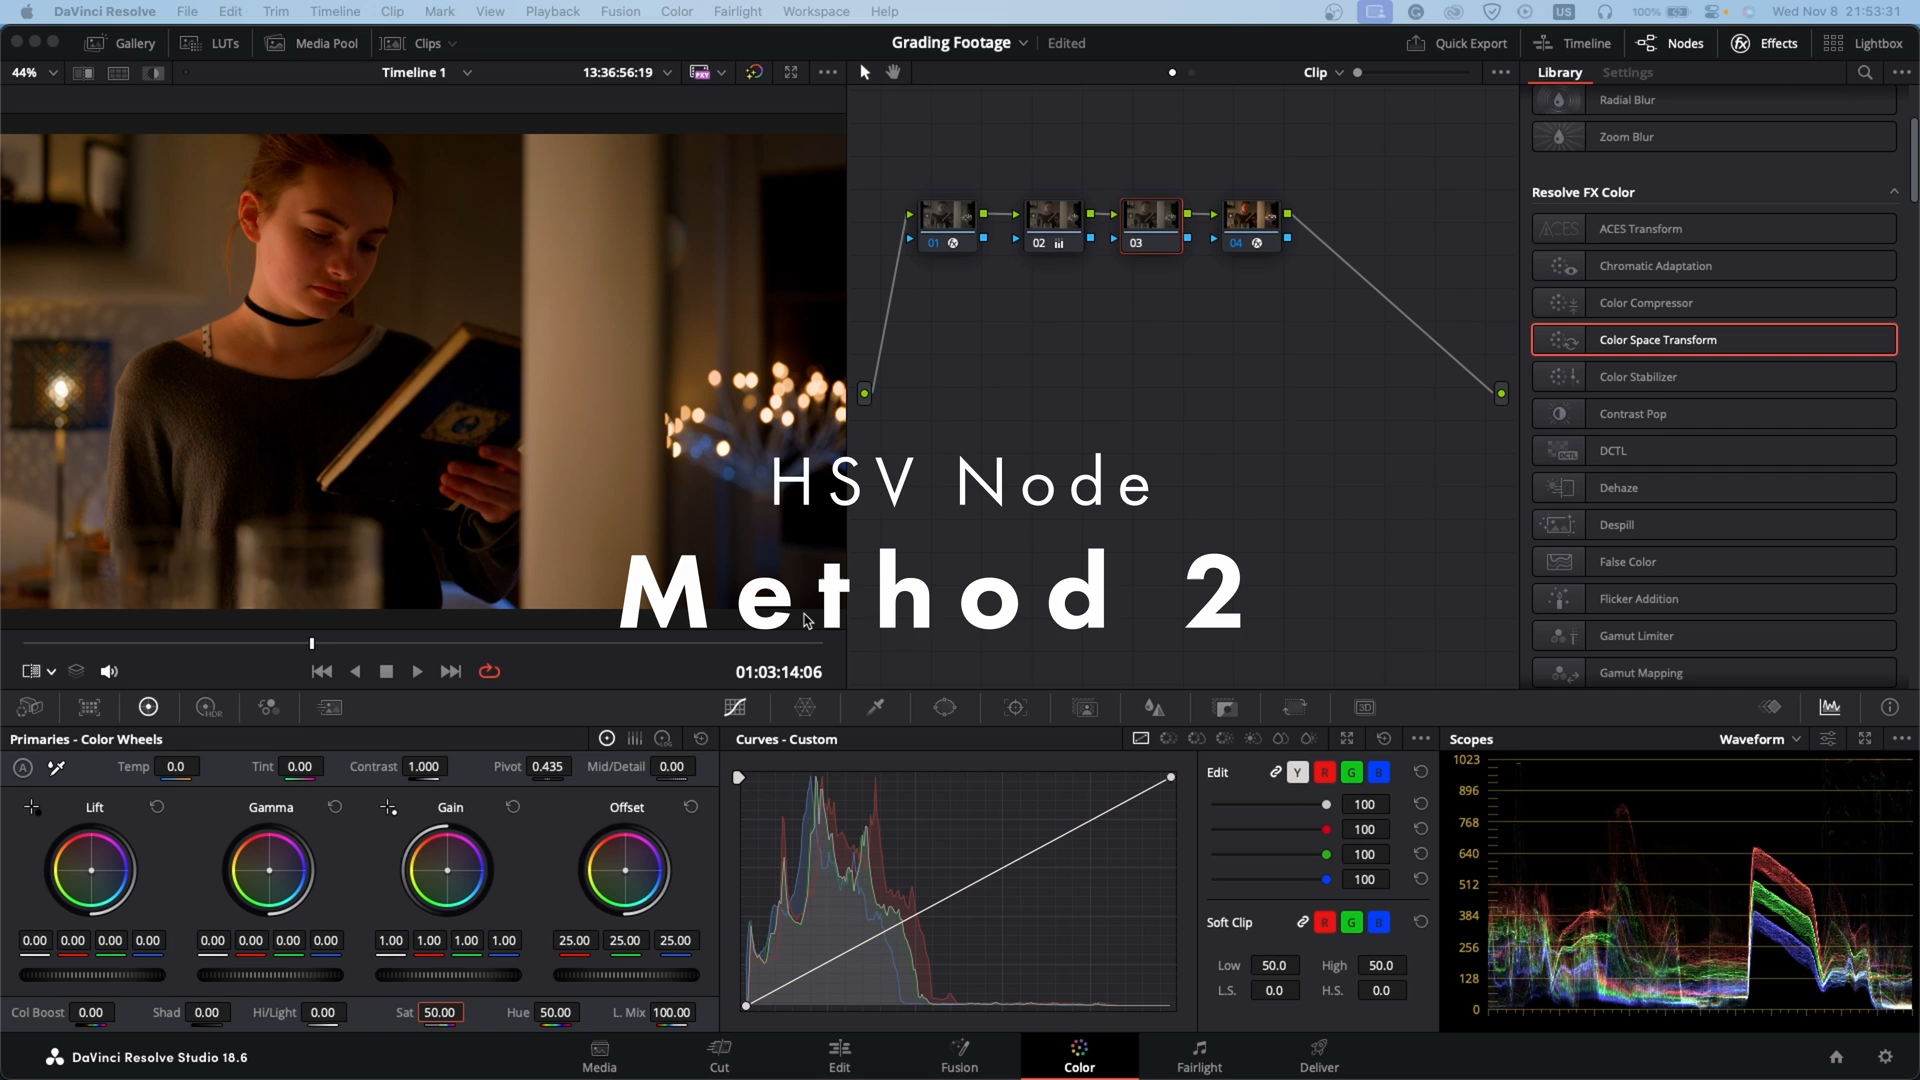 DaVinci Resolve File Edit Trim Timeline Clip Mark View Playback Fusion Color Fairlight Workspace Help US 100% Wed Nov 8 21:53:31
Gallery LUTs Media Pool Clips Grading Footage Edited Quick Export Timeline Nodes Effects Lightbox
44% Timeline 1 13:36:56:19 Clip Library Settings
Radial Blur
Zoom Blur
Resolve FX Color
ACES Transform
Chromatic Adaptation
Color Compressor
Color Space Transform
Color Stabilizer
Contrast Pop
DCTL
Dehaze
Despill
False Color
Flicker Addition
Gamut Limiter
Gamut Mapping
01 02 03 04
HSV Node
Method 2
01:03:14:06
HDR 3D
Primaries - Color Wheels
Temp 0.0 Tint 0.00 Contrast 1.000 Pivot 0.435 Mid/Detail 0.00
Lift Gamma Gain Offset
0.00 0.00 0.00 0.00 0.00 0.00 0.00 0.00 1.00 1.00 1.00 1.00 25.00 25.00 25.00
Col Boost 0.00 Shad 0.00 Hi/Light 0.00 Sat 50.00 Hue 50.00 L. Mix 100.00
Curves - Custom
Edit Y R G B
100
100
100
100
Soft Clip R G B
Low 50.0 High 50.0
L.S. 0.0 H.S. 0.0
Scopes Waveform
1023
896
768
640
512
384
256
128
0
DaVinci Resolve Studio 18.6
Media Cut Edit Fusion Color Fairlight Deliver